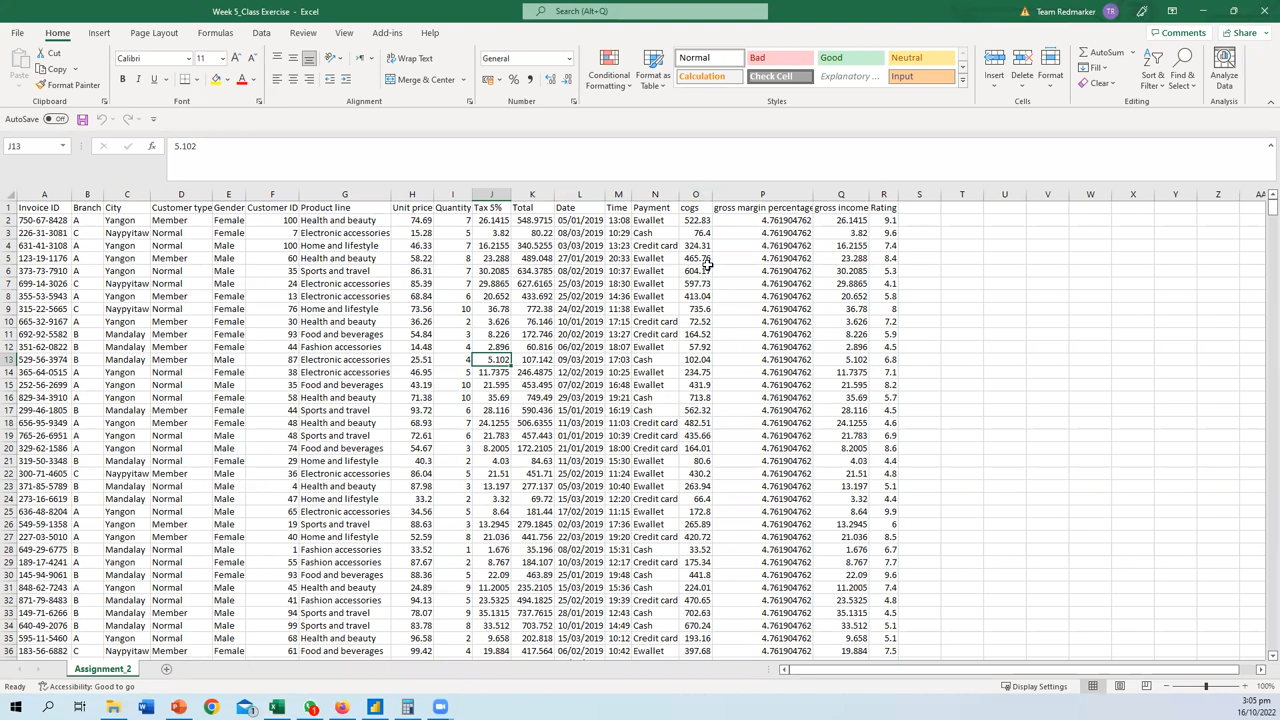 Week 5_Class Exercise - Excel
Search (Alt+Q)
Team Redmarker
TR
File Home Insert Page Layout Formulas Data Review View Add-ins Help
Comments
Share
Paste
Cut
Copy
Format Painter
Clipboard
Calibri 11
B I U
Font
Wrap Text
Merge & Center
Alignment
General
Number
Conditional Formatting
Format as Table
Normal Bad Good Neutral
Calculation Check Cell Explanatory ... Input
Styles
Insert Delete Format
Cells
AutoSum
Fill
Clear
Sort & Filter
Find & Select
Editing
Analyze Data
Analysis
AutoSave Off
J13 fx 5.102
A B C D E F G H I J K L M N O P Q R S T U V W X Y Z AA
1 Invoice ID Branch City Customer type Gender Customer ID Product line Unit price Quantity Tax 5% Total Date Time Payment cogs gross margin percentage gross income Rating
2 750-67-8428 A Yangon Member Female 100 Health and beauty 74.69 7 26.1415 548.9715 05/01/2019 13:08 Ewallet 522.83 4.761904762 26.1415 9.1
3 226-31-3081 C Naypyitaw Normal Female 7 Electronic accessories 15.28 5 3.82 80.22 08/03/2019 10:29 Cash 76.4 4.761904762 3.82 9.6
4 631-41-3108 A Yangon Normal Male 100 Home and lifestyle 46.33 7 16.2155 340.5255 03/03/2019 13:23 Credit card 324.31 4.761904762 16.2155 7.4
5 123-19-1176 A Yangon Member Male 60 Health and beauty 58.22 8 23.288 489.048 27/01/2019 20:33 Ewallet 465.76 4.761904762 23.288 8.4
6 373-73-7910 A Yangon Normal Male 35 Sports and travel 86.31 7 30.2085 634.3785 08/02/2019 10:37 Ewallet 604.17 4.761904762 30.2085 5.3
7 699-14-3026 C Naypyitaw Normal Male 24 Electronic accessories 85.39 7 29.8865 627.6165 25/03/2019 18:30 Ewallet 597.73 4.761904762 29.8865 4.1
8 355-53-5943 A Yangon Member Female 13 Electronic accessories 68.84 6 20.652 433.692 25/02/2019 14:36 Ewallet 413.04 4.761904762 20.652 5.8
9 315-22-5665 C Naypyitaw Normal Female 76 Home and lifestyle 73.56 10 36.78 772.38 24/02/2019 11:38 Ewallet 735.6 4.761904762 36.78 8
10 665-32-9167 A Yangon Member Female 30 Health and beauty 36.26 2 3.626 76.146 10/01/2019 17:15 Credit card 72.52 4.761904762 3.626 7.2
11 692-92-5582 B Mandalay Member Female 93 Food and beverages 54.84 3 8.226 172.746 20/02/2019 13:27 Credit card 164.52 4.761904762 8.226 5.9
12 351-62-0822 B Mandalay Member Female 44 Fashion accessories 14.48 4 2.896 60.816 06/02/2019 18:07 Ewallet 57.92 4.761904762 2.896 4.5
13 529-56-3974 B Mandalay Member Male 87 Electronic accessories 25.51 4 5.102 107.142 09/03/2019 17:03 Cash 102.04 4.761904762 5.102 6.8
14 365-64-0515 A Yangon Normal Female 38 Electronic accessories 46.95 5 11.7375 246.4875 12/02/2019 10:25 Ewallet 234.75 4.761904762 11.7375 7.1
15 252-56-2699 A Yangon Normal Male 35 Food and beverages 43.19 10 21.595 453.495 07/02/2019 16:48 Ewallet 431.9 4.761904762 21.595 8.2
16 829-34-3910 A Yangon Normal Female 58 Health and beauty 71.38 10 35.69 749.49 29/03/2019 19:21 Cash 713.8 4.761904762 35.69 5.7
17 299-46-1805 B Mandalay Member Female 44 Sports and travel 93.72 6 28.116 590.436 15/01/2019 16:19 Cash 562.32 4.761904762 28.116 4.5
18 656-95-9349 A Yangon Member Female 48 Health and beauty 68.93 7 24.1255 506.6355 11/03/2019 11:03 Credit card 482.51 4.761904762 24.1255 4.6
19 765-26-6951 A Yangon Normal Male 48 Sports and travel 72.61 6 21.783 457.443 01/01/2019 10:39 Credit card 435.66 4.761904762 21.783 6.9
20 329-62-1586 A Yangon Normal Male 74 Food and beverages 54.67 3 8.2005 172.2105 21/01/2019 18:00 Credit card 164.01 4.761904762 8.2005 8.6
21 319-50-3348 B Mandalay Normal Female 29 Home and lifestyle 40.3 2 4.03 84.63 11/03/2019 15:30 Ewallet 80.6 4.761904762 4.03 4.4
22 300-71-4605 C Naypyitaw Member Male 36 Electronic accessories 86.04 5 21.51 451.71 25/02/2019 11:24 Ewallet 430.2 4.761904762 21.51 4.8
23 371-85-5789 B Mandalay Normal Male 4 Health and beauty 87.98 3 13.197 277.137 05/03/2019 10:40 Ewallet 263.94 4.761904762 13.197 5.1
24 273-16-6619 B Mandalay Normal Male 47 Home and lifestyle 33.2 2 3.32 69.72 15/03/2019 12:20 Credit card 66.4 4.761904762 3.32 4.4
25 636-48-8204 A Yangon Normal Male 65 Electronic accessories 34.56 5 8.64 181.44 17/02/2019 11:15 Ewallet 172.8 4.761904762 8.64 9.9
26 549-59-1358 A Yangon Member Male 19 Sports and travel 88.63 3 13.2945 279.1845 02/03/2019 17:36 Ewallet 265.89 4.761904762 13.2945 6
27 227-03-5010 A Yangon Member Female 40 Home and lifestyle 52.59 8 21.036 441.756 22/03/2019 19:20 Credit card 420.72 4.761904762 21.036 8.5
28 649-29-6775 B Mandalay Normal Male 1 Fashion accessories 33.52 1 1.676 35.196 08/02/2019 15:31 Cash 33.52 4.761904762 1.676 6.7
29 189-17-4241 A Yangon Normal Female 55 Fashion accessories 87.67 2 8.767 184.107 10/03/2019 12:17 Credit card 175.34 4.761904762 8.767 7.7
30 145-94-9061 B Mandalay Normal Female 93 Food and beverages 88.36 5 22.09 463.89 25/01/2019 19:48 Cash 441.8 4.761904762 22.09 9.6
31 848-62-7243 A Yangon Normal Male 45 Health and beauty 24.89 9 11.2005 235.2105 15/03/2019 15:36 Cash 224.01 4.761904762 11.2005 7.4
32 871-79-8483 B Mandalay Normal Male 41 Fashion accessories 94.13 5 23.5325 494.1825 25/02/2019 19:39 Credit card 470.65 4.761904762 23.5325 4.8
33 149-71-6266 B Mandalay Member Male 94 Sports and travel 78.07 9 35.1315 737.7615 28/01/2019 12:43 Cash 702.63 4.761904762 35.1315 4.5
34 640-49-2076 B Mandalay Normal Male 99 Sports and travel 83.78 8 33.512 703.752 10/01/2019 14:49 Cash 670.24 4.761904762 33.512 5.1
35 595-11-5460 A Yangon Normal Male 68 Health and beauty 96.58 2 9.658 202.818 15/03/2019 10:12 Credit card 193.16 4.761904762 9.658 5.1
36 183-56-6882 C Naypyitaw Member Female 61 Food and beverages 99.42 4 19.884 417.564 06/02/2019 10:42 Ewallet 397.68 4.761904762 19.884 7.5
Assignment_2
Ready Accessibility: Good to go Display Settings 100%
3:05 pm
16/10/2022